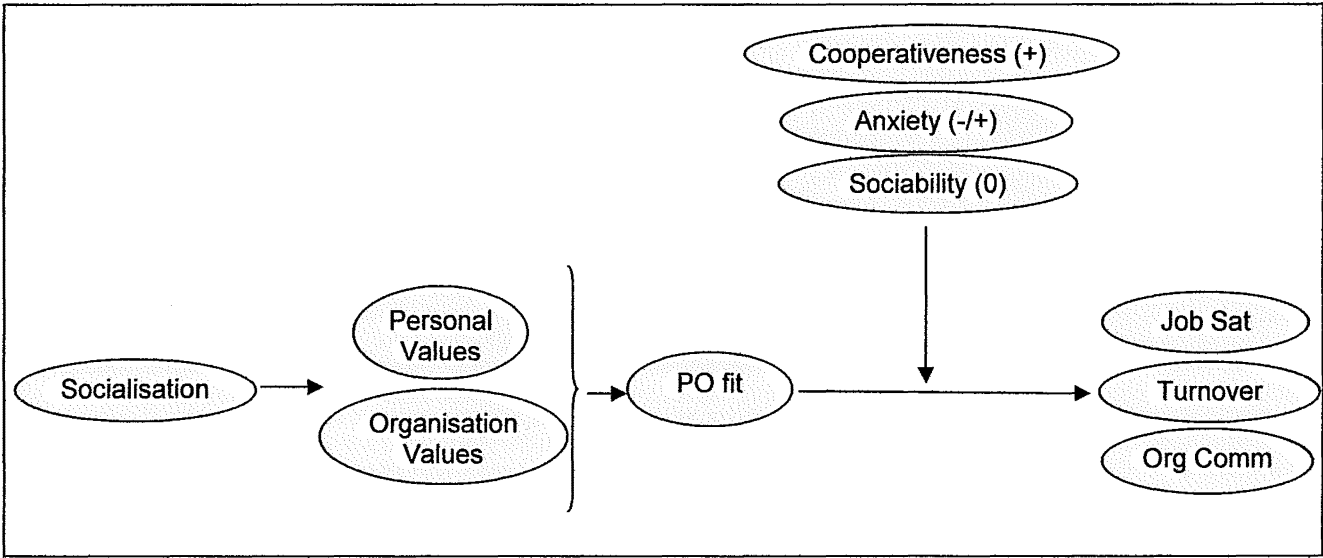 Cooperativeness (+)
Anxiety (-/+)
Sociability (0)
Socialisation
Personal
Values
Organisation
Values
PO fit
Job Sat
Turnover
Org Comm